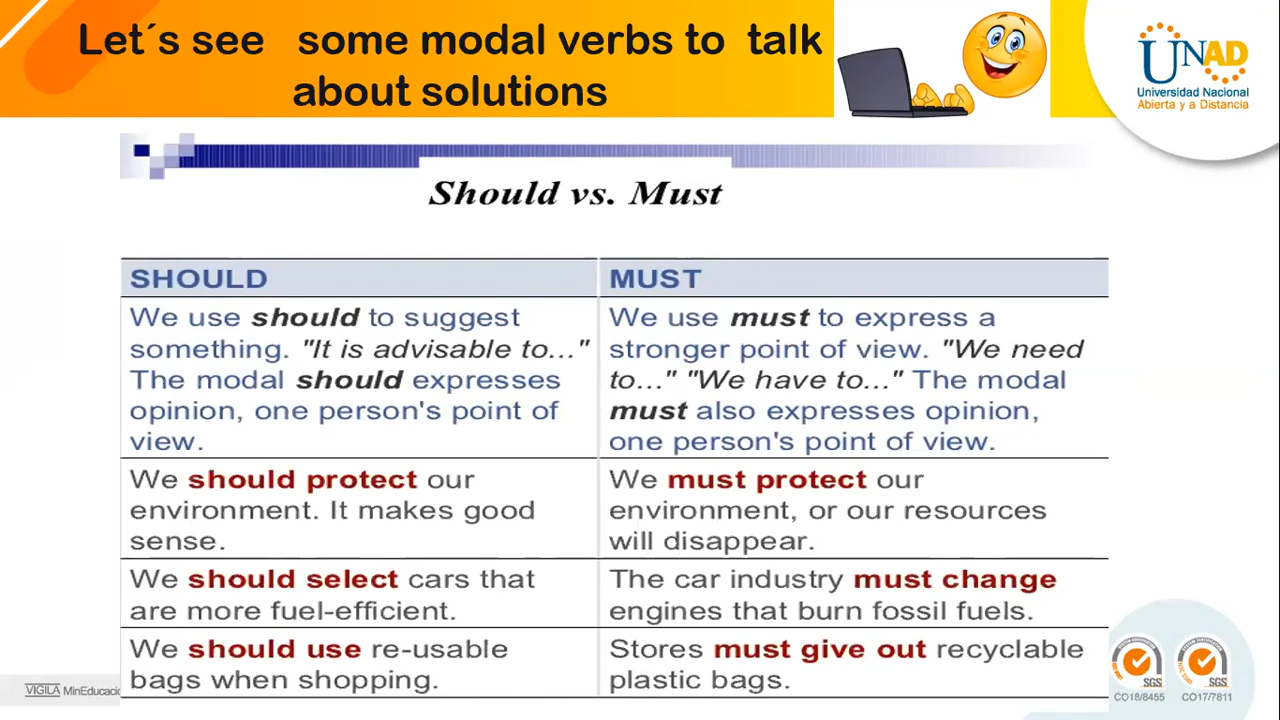 Let´s see some modal verbs to talk
about solutions
UNAD
Universidad Nacional
Abierta y a Distancia
Should vs. Must
SHOULD
We use should to suggest
something. "It is advisable to..."
The modal should expresses
opinion, one person's point of
view.
MUST
We use must to express a
stronger point of view. "We need
to..." "We have to..." The modal
must also expresses opinion,
one person's point of view.
We should protect our
environment. It makes good
sense.
We must protect our
environment, or our resources
will disappear.
We should select cars that
are more fuel-efficient.
The car industry must change
engines that burn fossil fuels.
We should use re-usable
bags when shopping.
Stores must give out recyclable
plastic bags.
VIGILA MinEducació
SGS
SGS
CO18/8455
CO17/7811